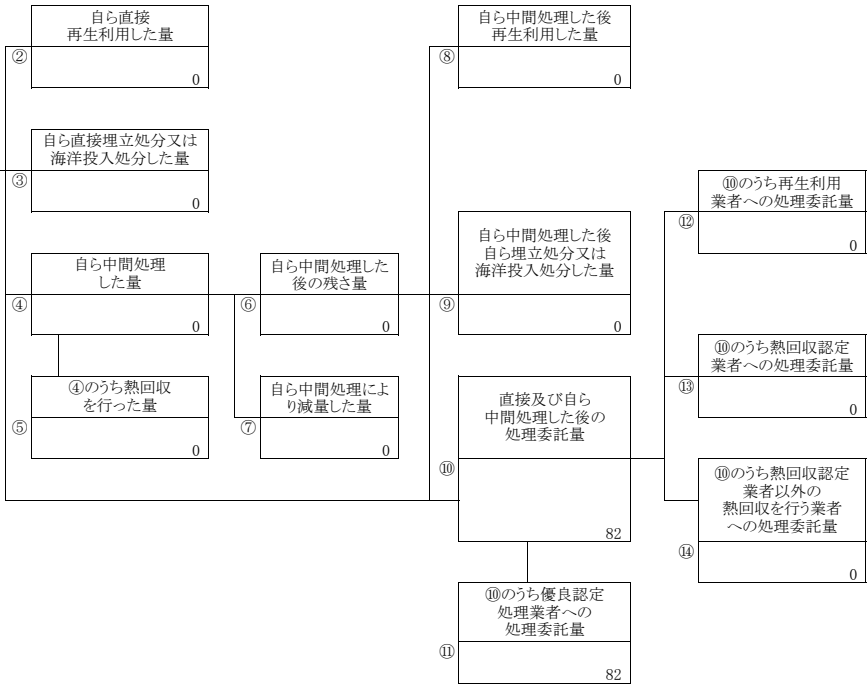 自ら直接
再生利用した量
②
0
自ら直接埋立処分又は
海洋投入処分した量
③
0
自ら中間処理
した量
④
0
④のうち熱回収
を行った量
⑤
0
自ら中間処理した
後の残さ量
⑥
0
自ら中間処理によ
り減量した量
⑦
0
自ら中間処理した後
再生利用した量
⑧
0
自ら中間処理した後
自ら埋立処分又は
海洋投入処分した量
⑨
0
直接及び自ら
中間処理した後の
処理委託量
⑩
82
⑩のうち優良認定
処理業者への
処理委託量
⑪
82
⑩のうち再生利用
業者への処理委託量
⑫
0
⑩のうち熱回収認定
業者への処理委託量
⑬
0
⑩のうち熱回収認定
業者以外の
熱回収を行う業者
への処理委託量
⑭
0